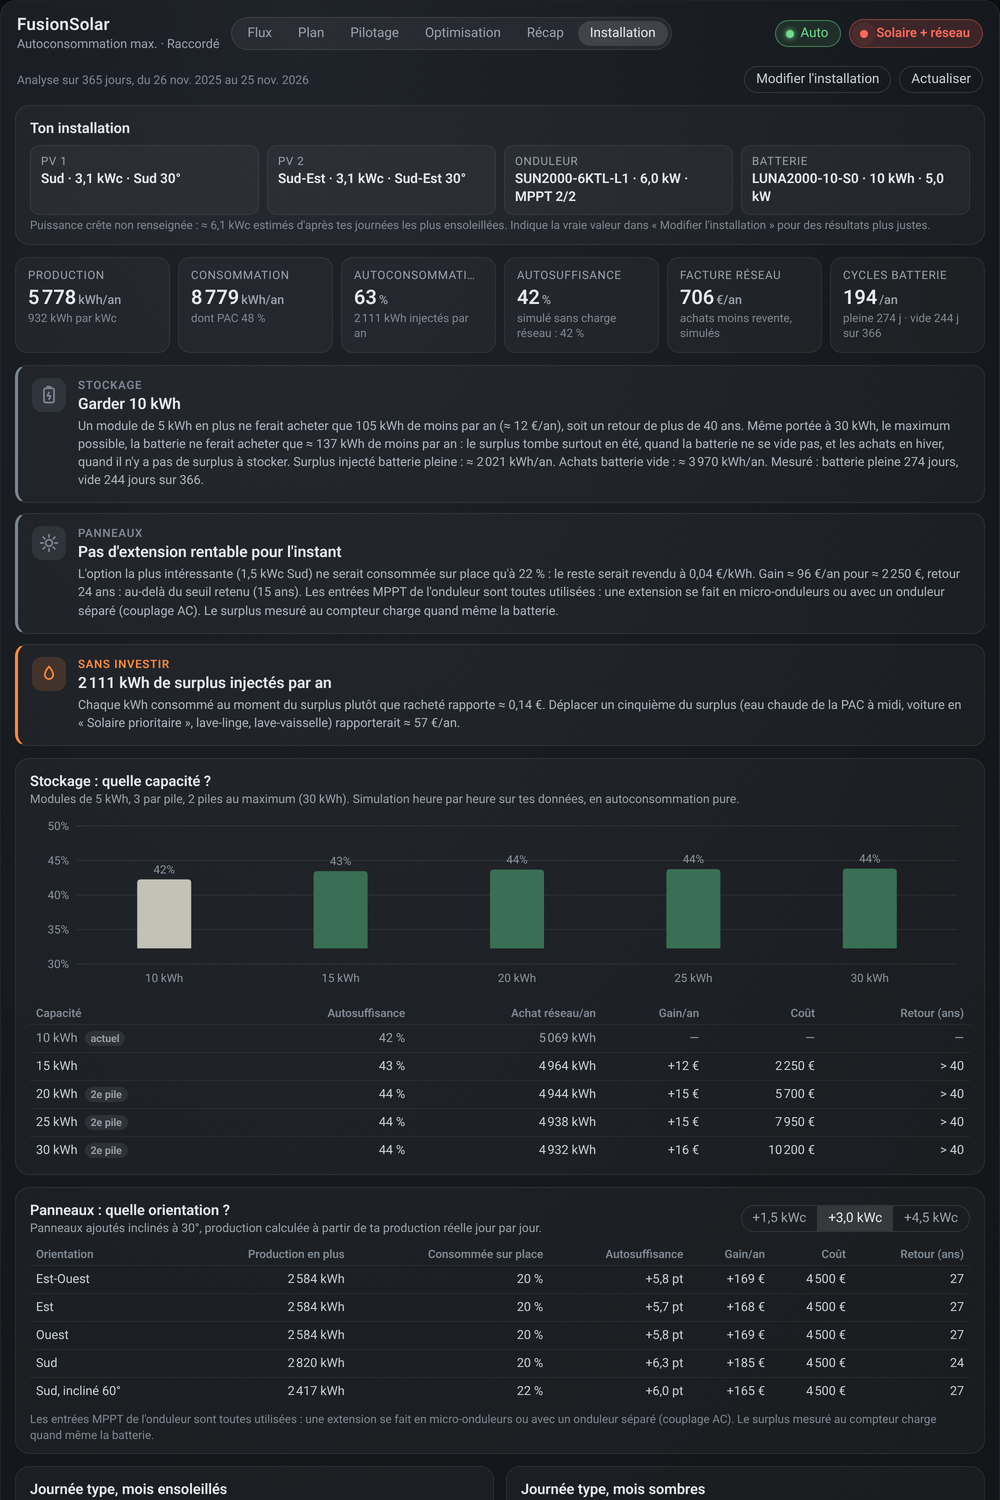 FusionSolar
Autoconsommation max. · Raccordé
Flux
Plan
Pilotage
Optimisation
Récap
Installation
Auto
Solaire + réseau
Analyse sur 365 jours, du 26 nov. 2025 au 25 nov. 2026
Modifier l'installation
Actualiser
Ton installation
PV 1
Sud · 3,1 kWc · Sud 30°
PV 2
Sud-Est · 3,1 kWc · Sud-Est 30°
ONDULEUR
SUN2000-6KTL-L1 · 6,0 kW ·
MPPT 2/2
BATTERIE
LUNA2000-10-S0 · 10 kWh · 5,0
kW
Puissance crête non renseignée : ≈ 6,1 kWc estimés d'après tes journées les plus ensoleillées. Indique la vraie valeur dans « Modifier l'installation » pour des résultats plus justes.
PRODUCTION
5 778 kWh/an
932 kWh par kWc
CONSOMMATION
8 779 kWh/an
dont PAC 48 %
AUTOCONSOMMATI...
63 %
2 111 kWh injectés par
an
AUTOSUFFISANCE
42 %
simulé sans charge
réseau : 42 %
FACTURE RÉSEAU
706 €/an
achats moins revente,
simulés
CYCLES BATTERIE
194 /an
pleine 274 j · vide 244 j
sur 366
STOCKAGE
Garder 10 kWh
Un module de 5 kWh en plus ne ferait acheter que 105 kWh de moins par an (≈ 12 €/an), soit un retour de plus de 40 ans. Même portée à 30 kWh, le maximum
possible, la batterie ne ferait acheter que ≈ 137 kWh de moins par an : le surplus tombe surtout en été, quand la batterie ne se vide pas, et les achats en hiver,
quand il n'y a pas de surplus à stocker. Surplus injecté batterie pleine : ≈ 2 021 kWh/an. Achats batterie vide : ≈ 3 970 kWh/an. Mesuré : batterie pleine 274 jours,
vide 244 jours sur 366.
PANNEAUX
Pas d'extension rentable pour l'instant
L'option la plus intéressante (1,5 kWc Sud) ne serait consommée sur place qu'à 22 % : le reste serait revendu à 0,04 €/kWh. Gain ≈ 96 €/an pour ≈ 2 250 €, retour
24 ans : au-delà du seuil retenu (15 ans). Les entrées MPPT de l'onduleur sont toutes utilisées : une extension se fait en micro-onduleurs ou avec un onduleur
séparé (couplage AC). Le surplus mesuré au compteur charge quand même la batterie.
SANS INVESTIR
2 111 kWh de surplus injectés par an
Chaque kWh consommé au moment du surplus plutôt que racheté rapporte ≈ 0,14 €. Déplacer un cinquième du surplus (eau chaude de la PAC à midi, voiture en
« Solaire prioritaire », lave-linge, lave-vaisselle) rapporterait ≈ 57 €/an.
Stockage : quelle capacité ?
Modules de 5 kWh, 3 par pile, 2 piles au maximum (30 kWh). Simulation heure par heure sur tes données, en autoconsommation pure.
50%
45%
40%
35%
30%
42%
43%
44%
44%
44%
10 kWh
15 kWh
20 kWh
25 kWh
30 kWh
Capacité Autosuffisance Achat réseau/an Gain/an Coût Retour (ans)
10 kWh actuel 42 % 5 069 kWh — — —
15 kWh 43 % 4 964 kWh +12 € 2 250 € > 40
20 kWh 2e pile 44 % 4 944 kWh +15 € 5 700 € > 40
25 kWh 2e pile 44 % 4 938 kWh +15 € 7 950 € > 40
30 kWh 2e pile 44 % 4 932 kWh +16 € 10 200 € > 40
Panneaux : quelle orientation ?
Panneaux ajoutés inclinés à 30°, production calculée à partir de ta production réelle jour par jour.
+1,5 kWc
+3,0 kWc
+4,5 kWc
Orientation Production en plus Consommée sur place Autosuffisance Gain/an Coût Retour (ans)
Est-Ouest 2 584 kWh 20 % +5,8 pt +169 € 4 500 € 27
Est 2 584 kWh 20 % +5,7 pt +168 € 4 500 € 27
Ouest 2 584 kWh 20 % +5,8 pt +169 € 4 500 € 27
Sud 2 820 kWh 20 % +6,3 pt +185 € 4 500 € 24
Sud, incliné 60° 2 417 kWh 22 % +6,0 pt +165 € 4 500 € 27
Les entrées MPPT de l'onduleur sont toutes utilisées : une extension se fait en micro-onduleurs ou avec un onduleur séparé (couplage AC). Le surplus mesuré au compteur charge
quand même la batterie.
Journée type, mois ensoleillés
Journée type, mois sombres